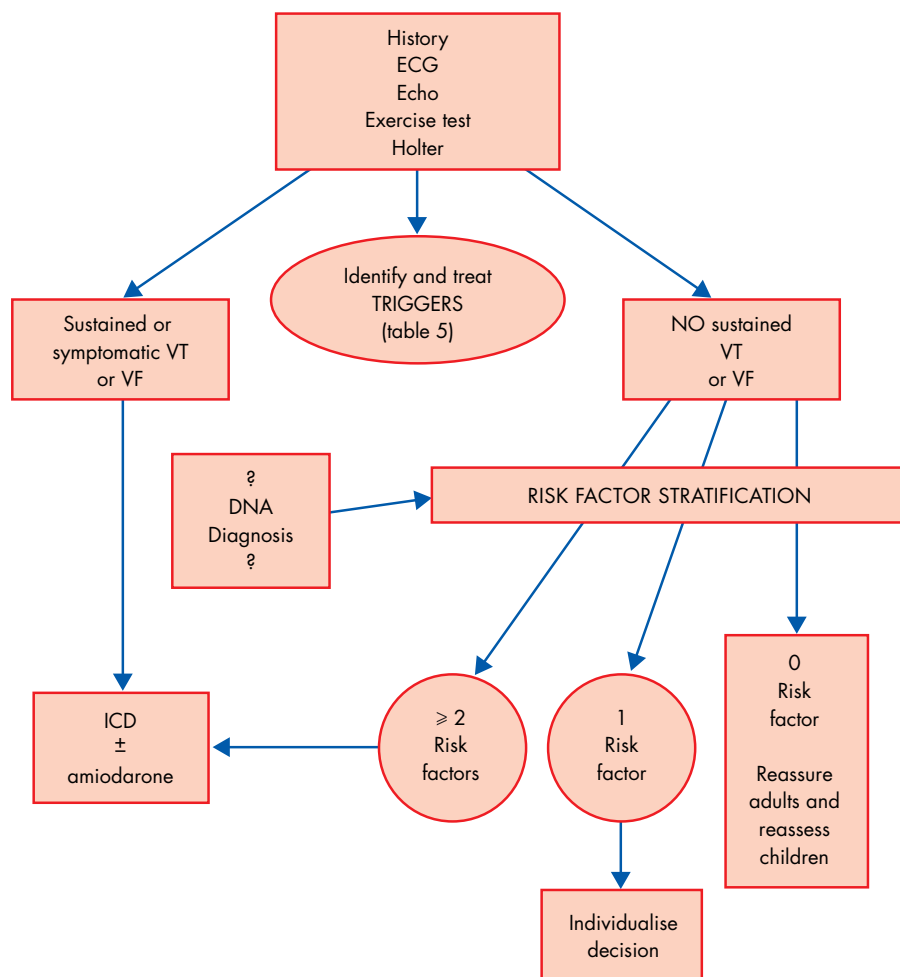 History
ECG
Echo
Exercise test
Holter
Identify and treat
TRIGGERS
(table 5)
Sustained or
symptomatic VT
or VF
NO sustained
VT
or VF
?
DNA
Diagnosis
?
RISK FACTOR STRATIFICATION
ICD
±
amiodarone
⩾ 2
Risk
factors
1
Risk
factor
0
Risk
factor
Reassure
adults and
reassess
children
Individualise
decision